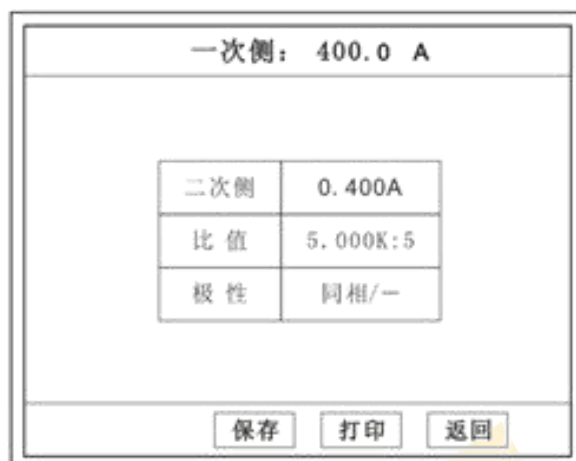 一次侧： 400.0 A
二次侧 0.400A
比 值 5.000K:5
极 性 同相/－
保存 打印 返回